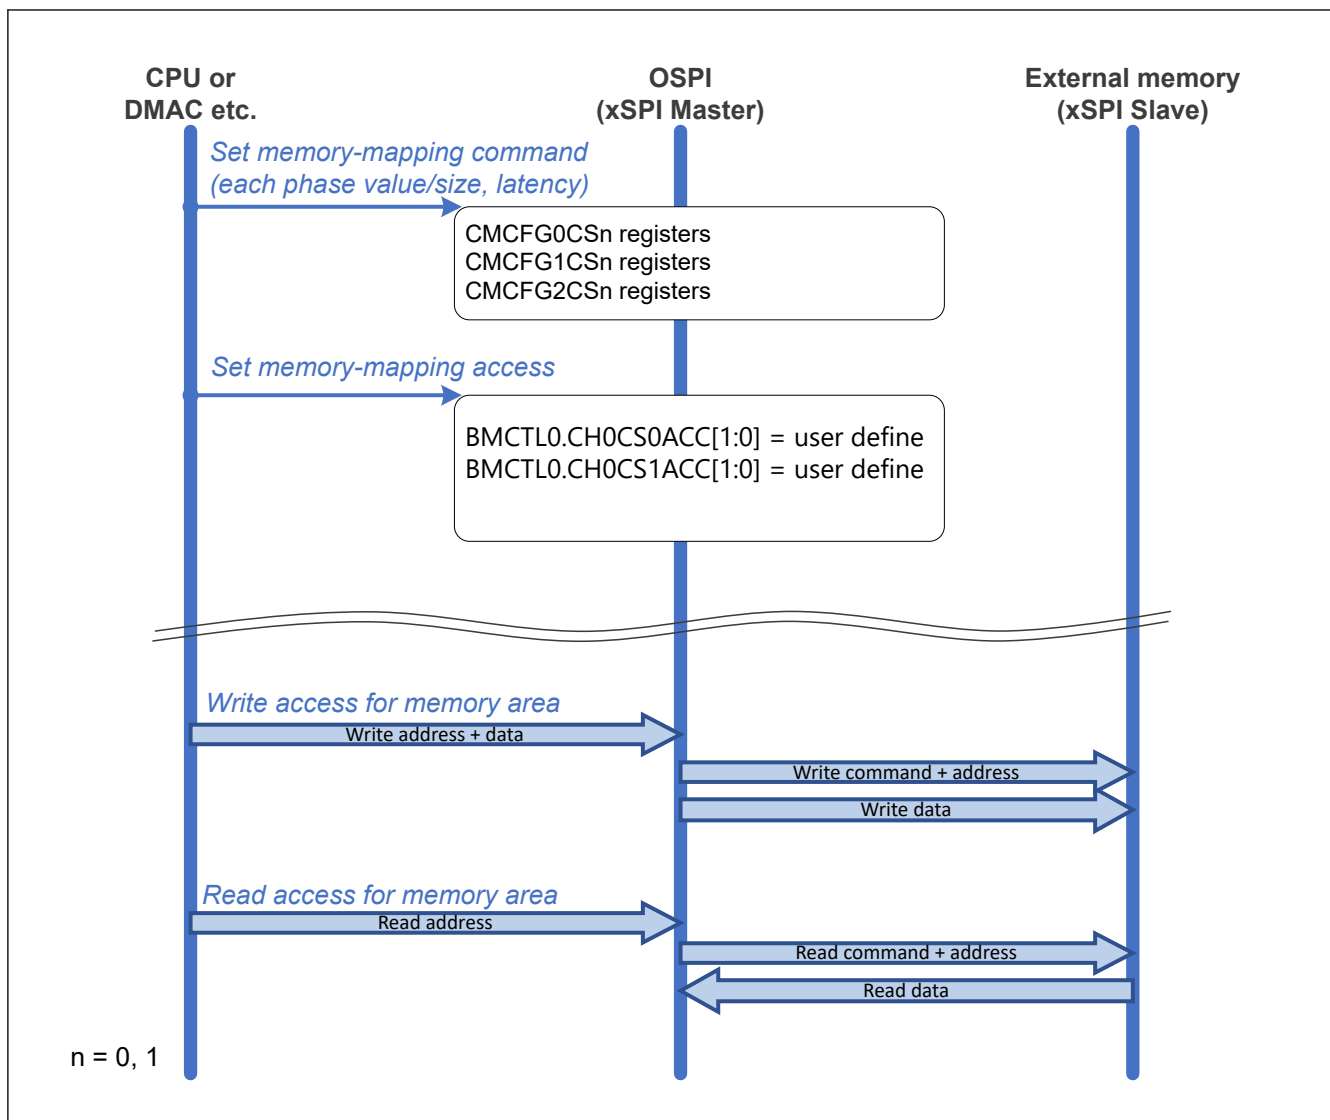 CPU or
DMAC etc.
OSPI
(xSPI Master)
External memory
(xSPI Slave)
Set memory-mapping command
(each phase value/size, latency)
CMCFG0CSn registers
CMCFG1CSn registers
CMCFG2CSn registers
Set memory-mapping access
BMCTL0.CH0CS0ACC[1:0] = user define
BMCTL0.CH0CS1ACC[1:0] = user define
Write access for memory area
Write address + data
Write command + address
Write data
Read access for memory area
Read address
Read command + address
Read data
n = 0, 1